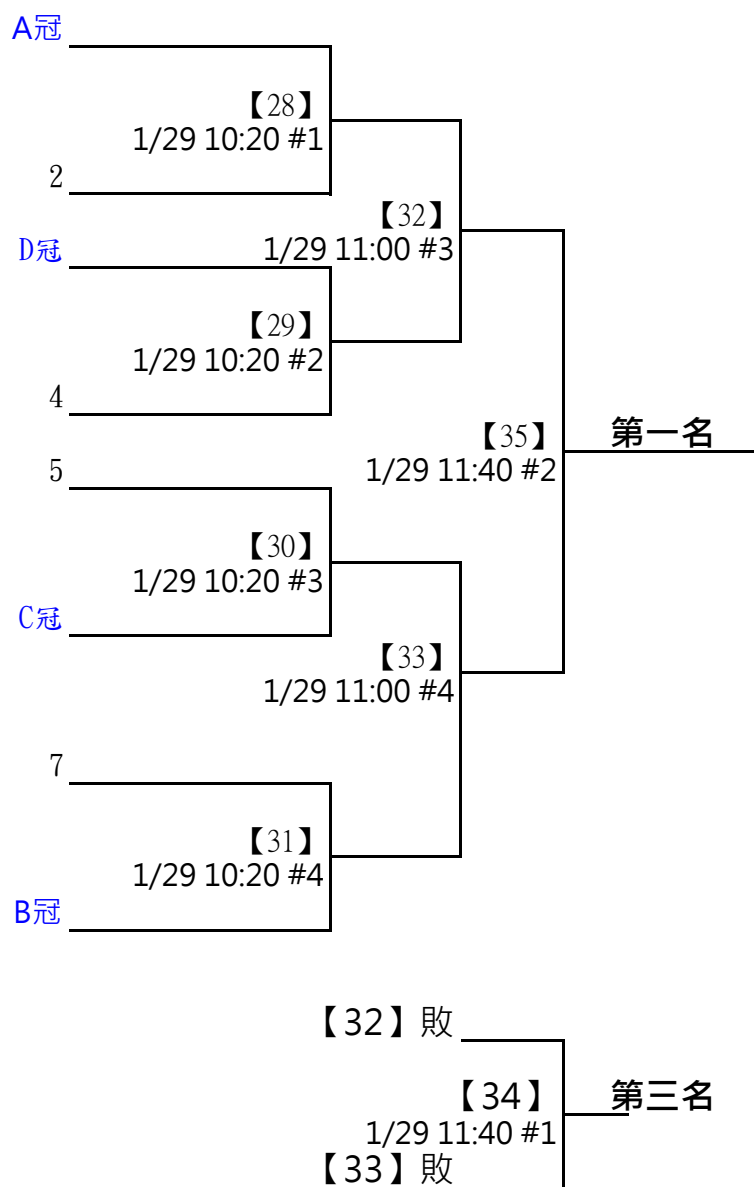 A冠
【28】
1/29 10:20 #1
2
【32】
D冠
1/29 11:00 #3
【29】
1/29 10:20 #2
4
【35】
第一名
5
1/29 11:40 #2
【30】
1/29 10:20 #3
C冠
【33】
1/29 11:00 #4
7
【31】
1/29 10:20 #4
B冠
【32】敗
【34】
第三名
1/29 11:40 #1
【33】敗